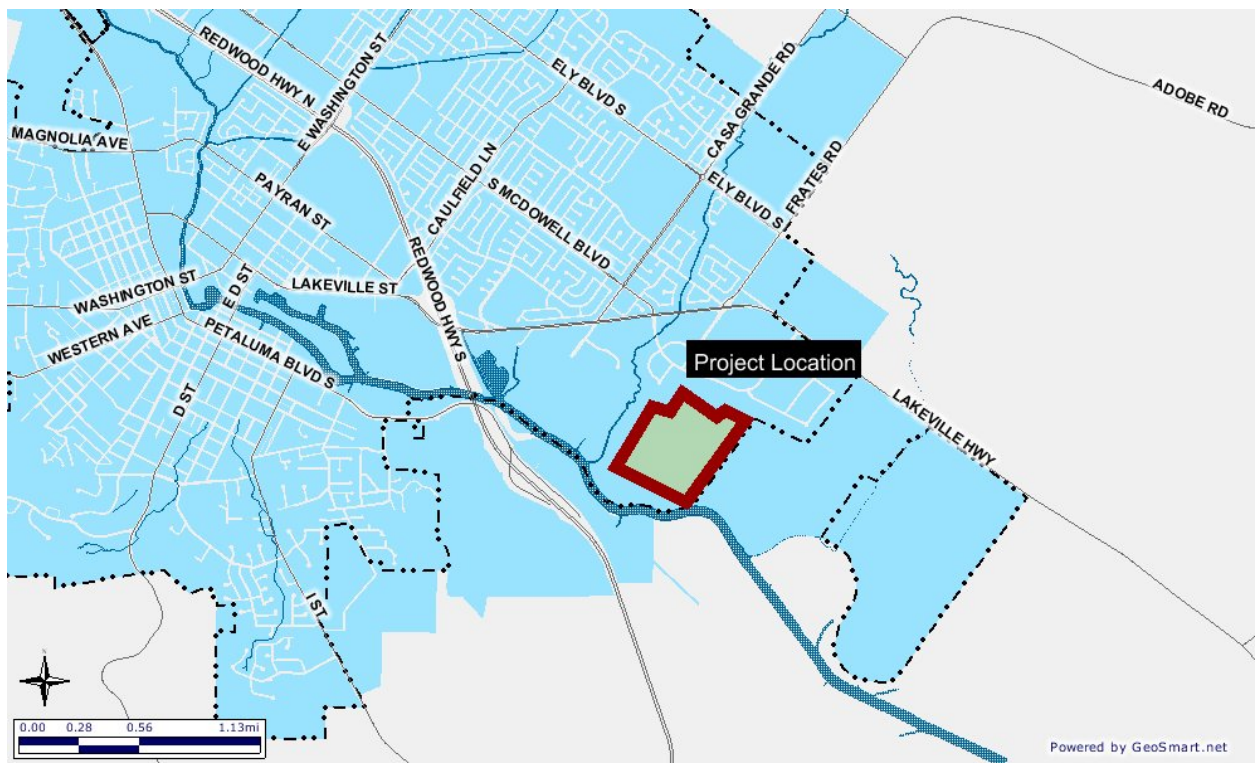 REDWOOD HWY N
E WASHINGTON ST
ELY BLVD S
CASA GRANDE RD
ADOBE RD
MAGNOLIA AVE
PAYRAN ST
CAULFIELD LN
S MCDOWELL BLVD
ELY BLVD S
FRATES RD
REDWOOD HWY S
WASHINGTON ST
E D ST
LAKEVILLE ST
WESTERN AVE
PETALUMA BLVD S
D ST
Project Location
LAKEVILLE HWY
I ST
N
0.00 0.28 0.56 1.13mi
Powered by GeoSmart.net